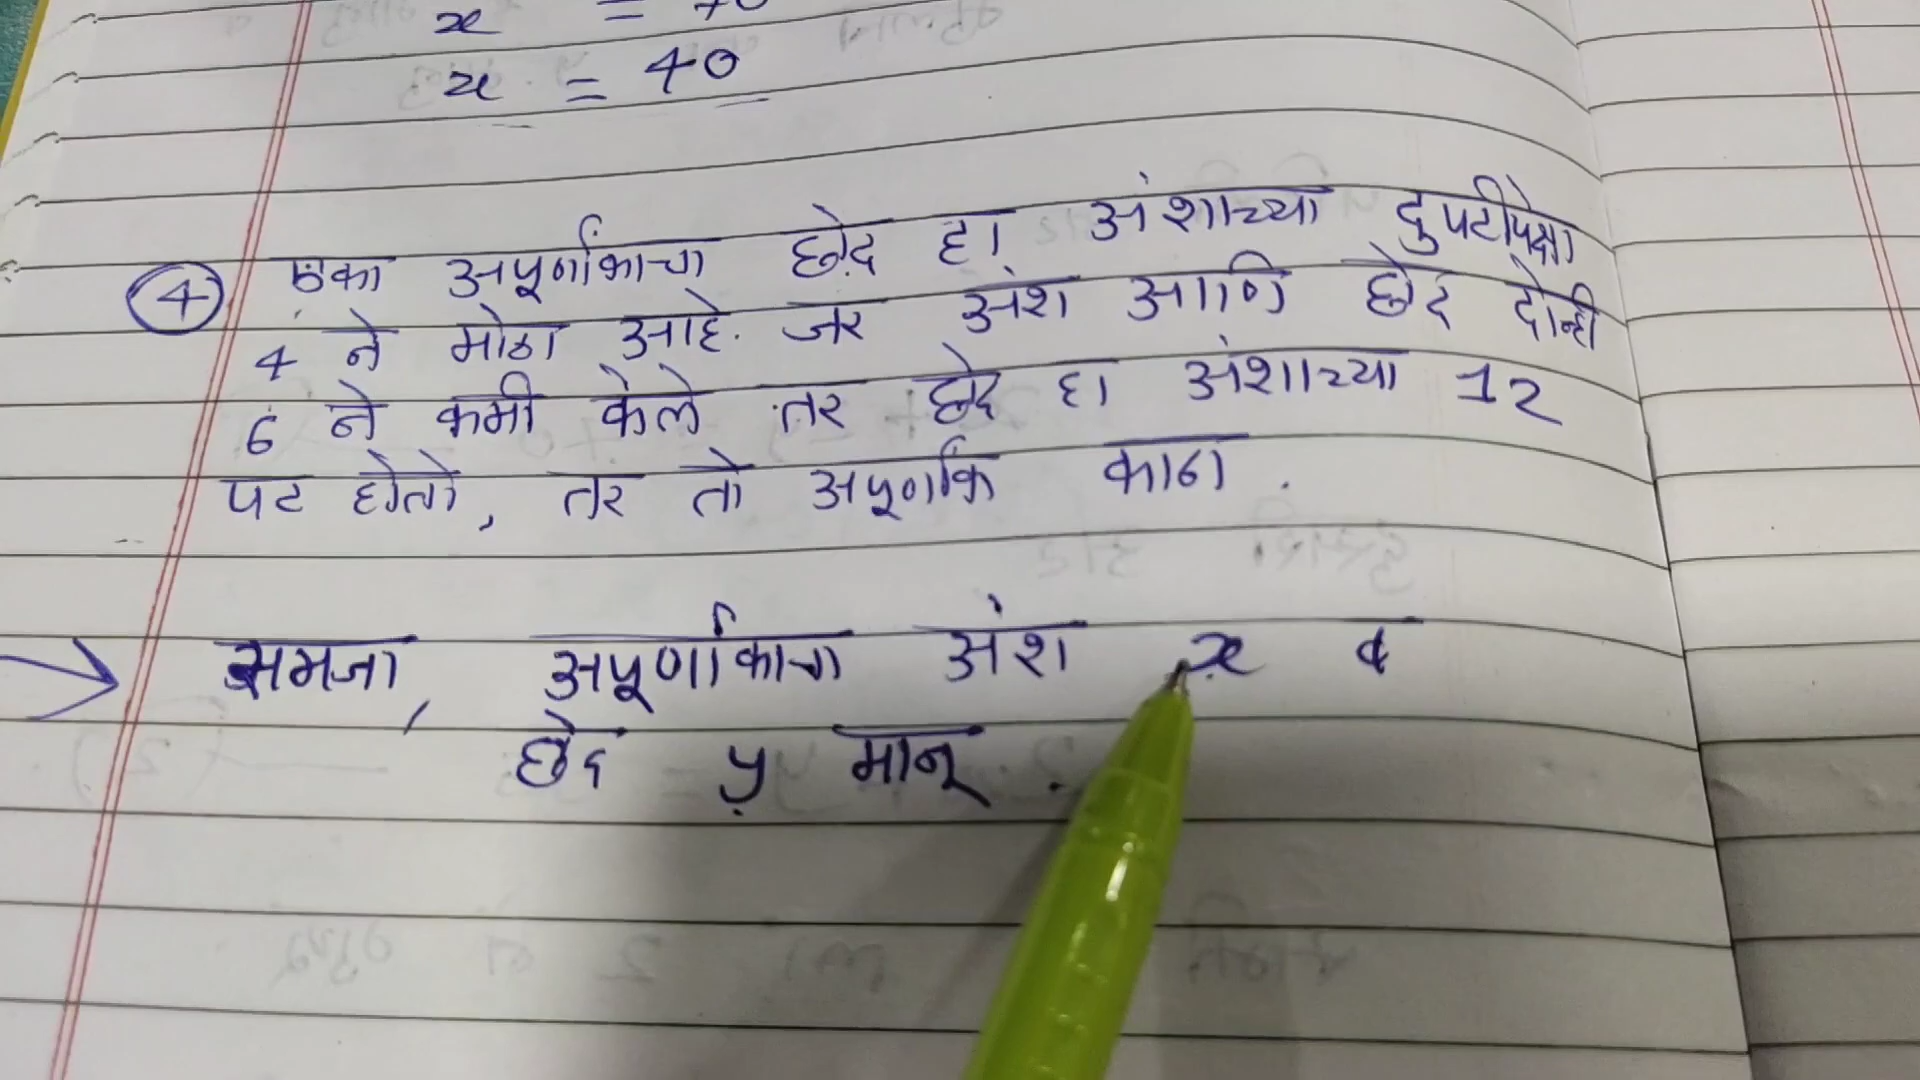 x =
x = 40
④ एका अपूर्णांकाचा छेद हा अंशाच्या दुपटीपेक्षा
4 ने मोठा आहे. जर अंश आणि छेद दोन्ही
6 ने कमी केले तर छेद हा अंशाच्या 12
पट होतो, तर तो अपूर्णांक काढा.
→ समजा, अपूर्णांकाचा अंश x व
छेद y मानू.